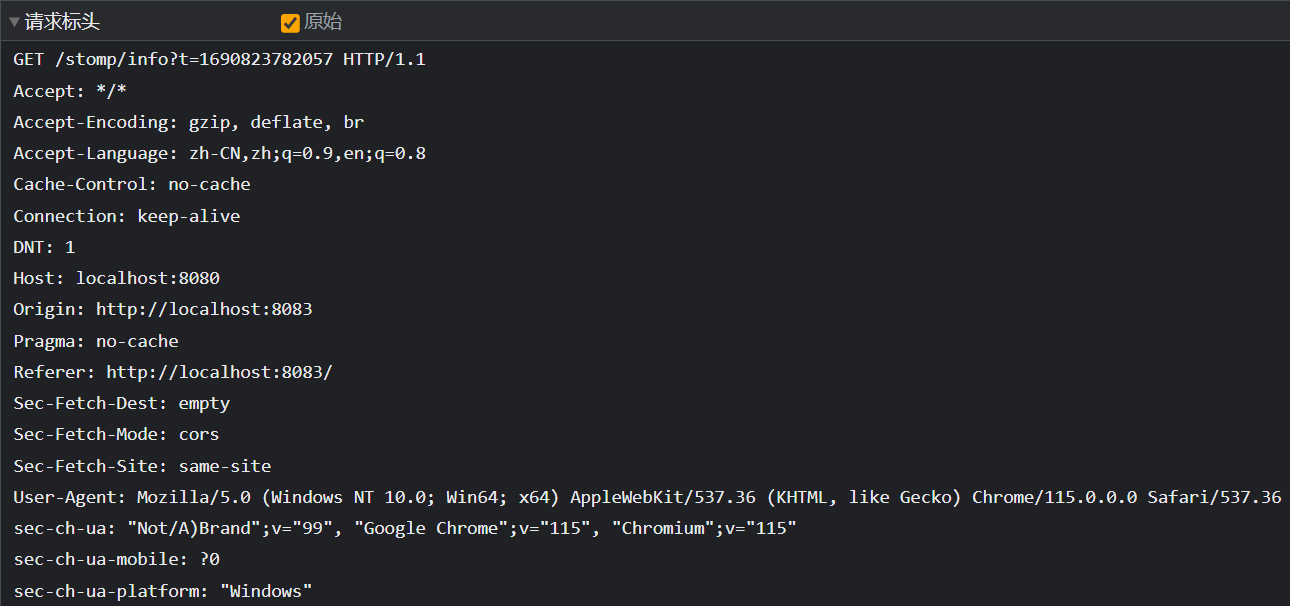 请求标头 原始
GET /stomp/info?t=1690823782057 HTTP/1.1
Accept: */*
Accept-Encoding: gzip, deflate, br
Accept-Language: zh-CN,zh;q=0.9,en;q=0.8
Cache-Control: no-cache
Connection: keep-alive
DNT: 1
Host: localhost:8080
Origin: http://localhost:8083
Pragma: no-cache
Referer: http://localhost:8083/
Sec-Fetch-Dest: empty
Sec-Fetch-Mode: cors
Sec-Fetch-Site: same-site
User-Agent: Mozilla/5.0 (Windows NT 10.0; Win64; x64) AppleWebKit/537.36 (KHTML, like Gecko) Chrome/115.0.0.0 Safari/537.36
sec-ch-ua: "Not/A)Brand";v="99", "Google Chrome";v="115", "Chromium";v="115"
sec-ch-ua-mobile: ?0
sec-ch-ua-platform: "Windows"